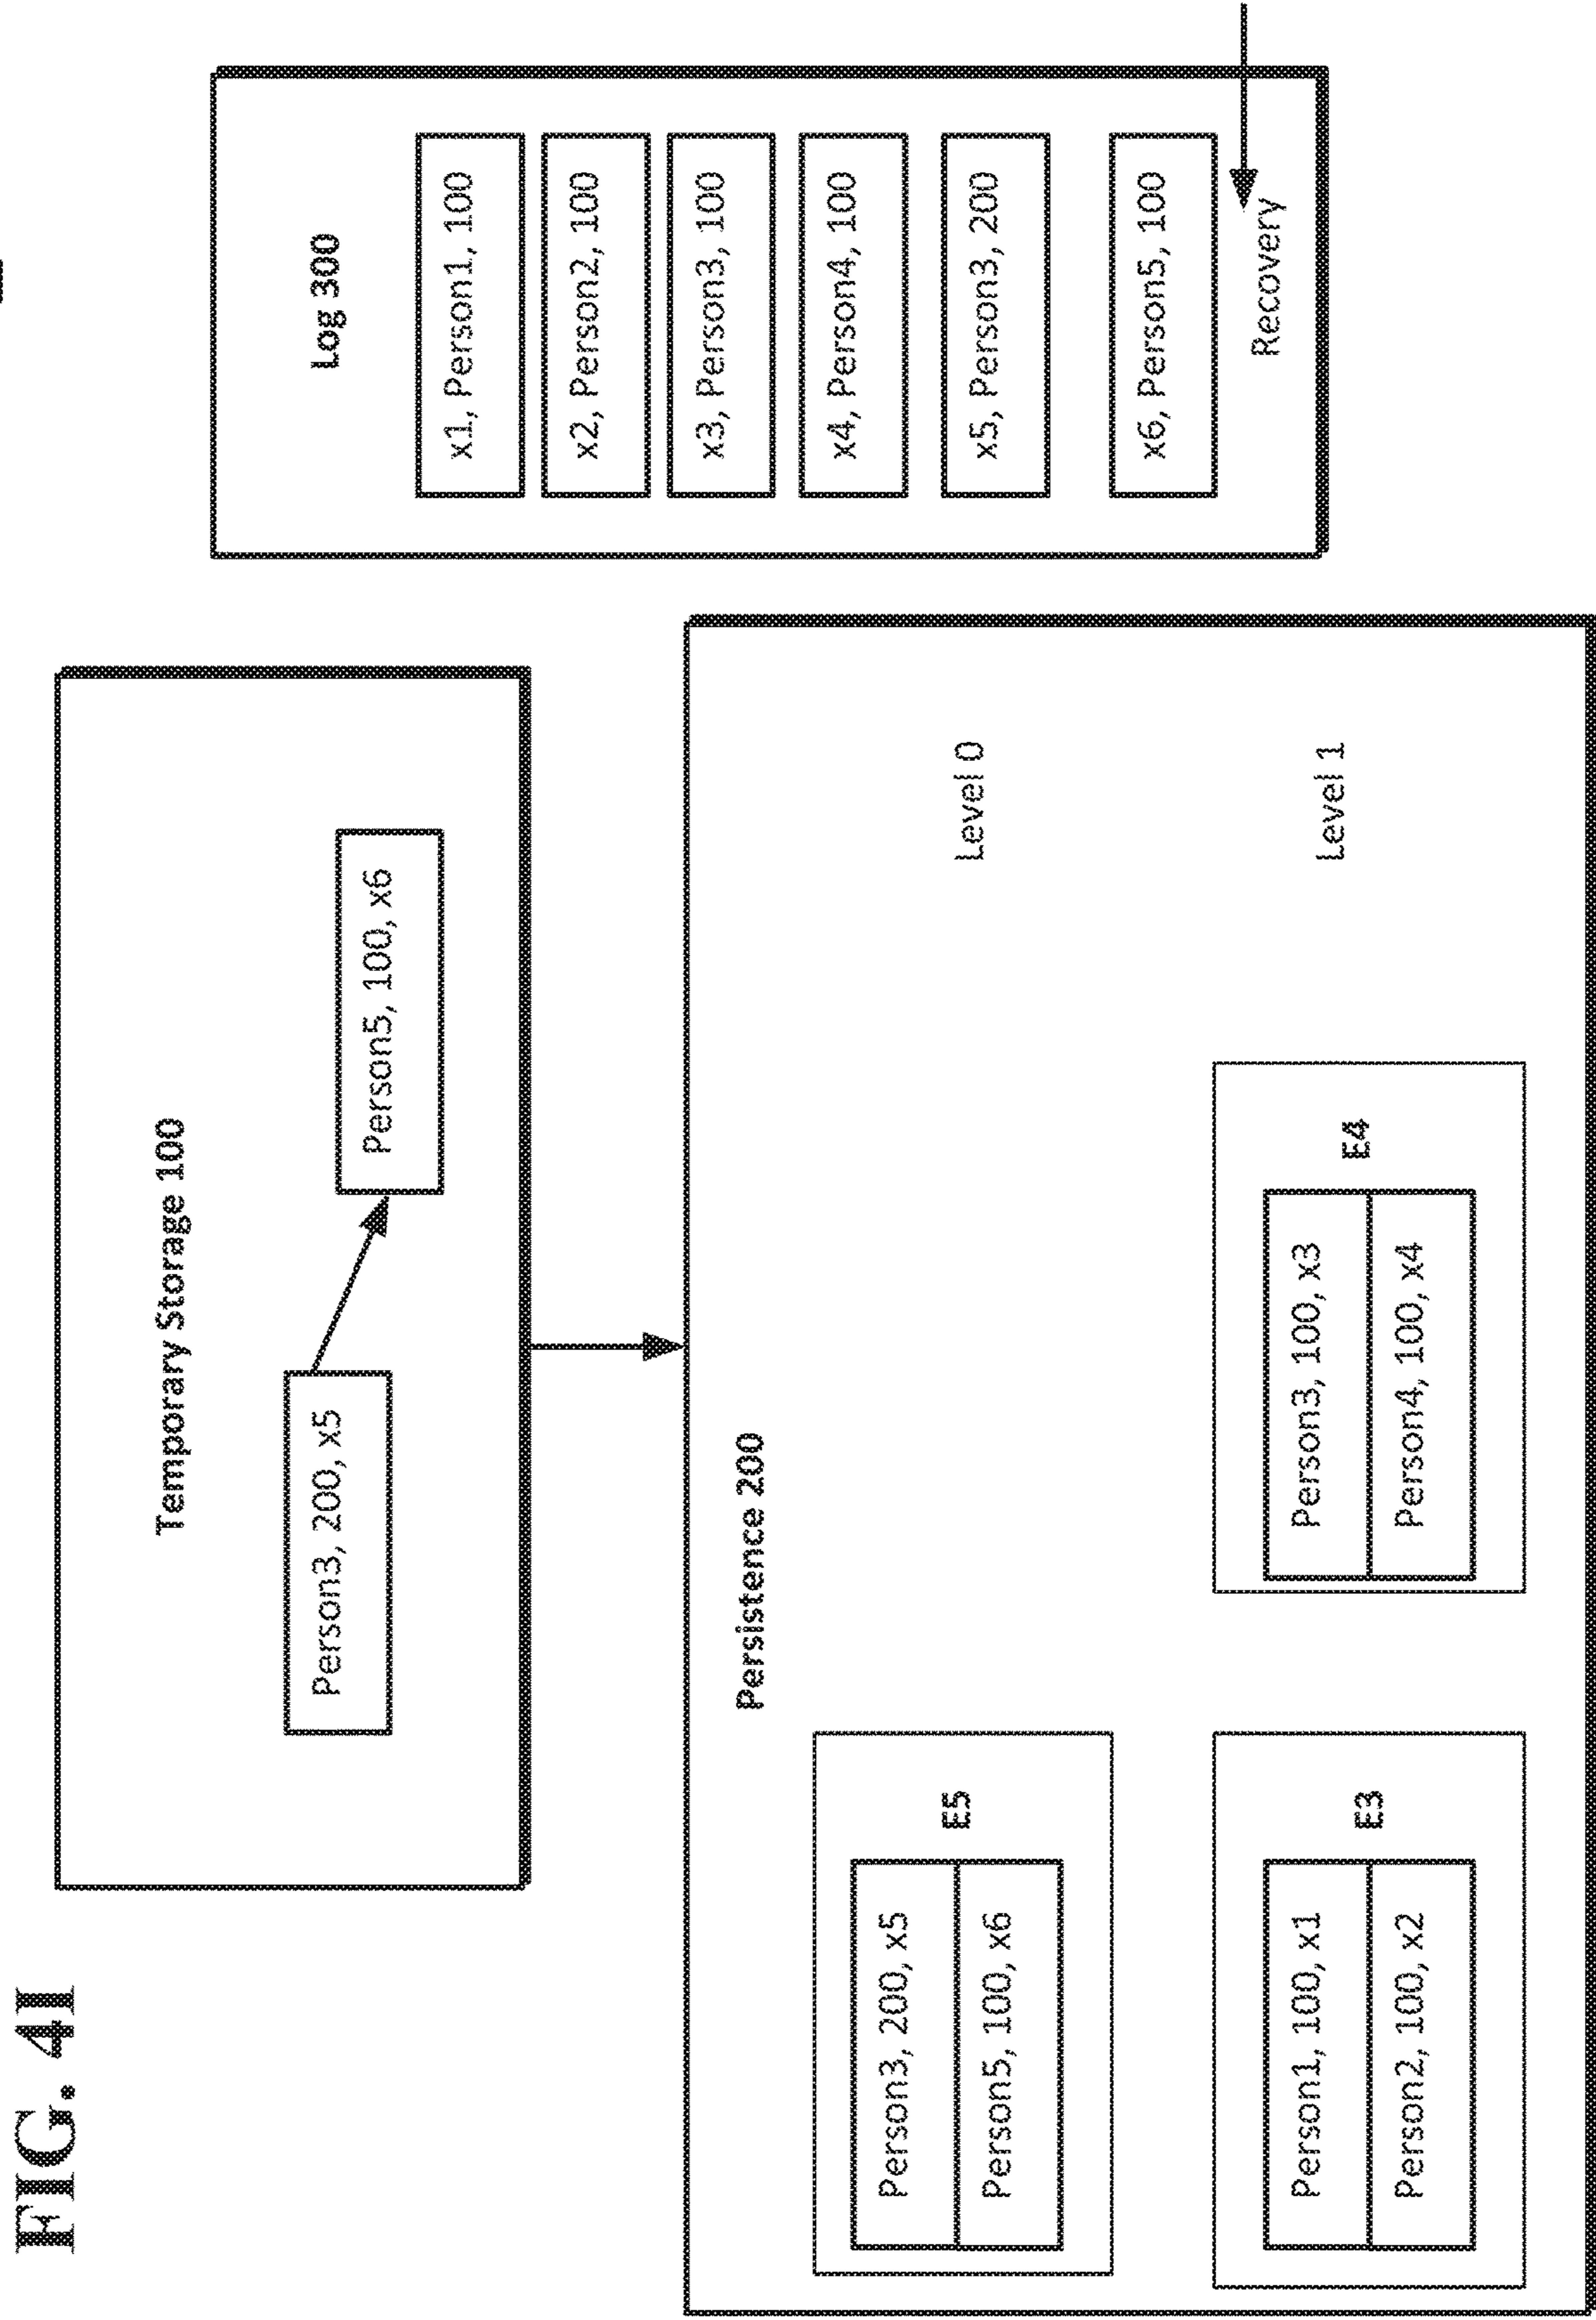 FIG. 4I
Temporary Storage 100
Person3, 200, x5
Person5, 100, x6
Persistence 200
Person3, 200, x5
Person5, 100, x6
E5
Level 0
Person1, 100, x1
Person2, 100, x2
E3
Person3, 100, x3
Person4, 100, x4
E4
Level 1
Log 300
x1, Person1, 100
x2, Person2, 100
x3, Person3, 100
x4, Person4, 100
x5, Person3, 200
x6, Person5, 100
Recovery